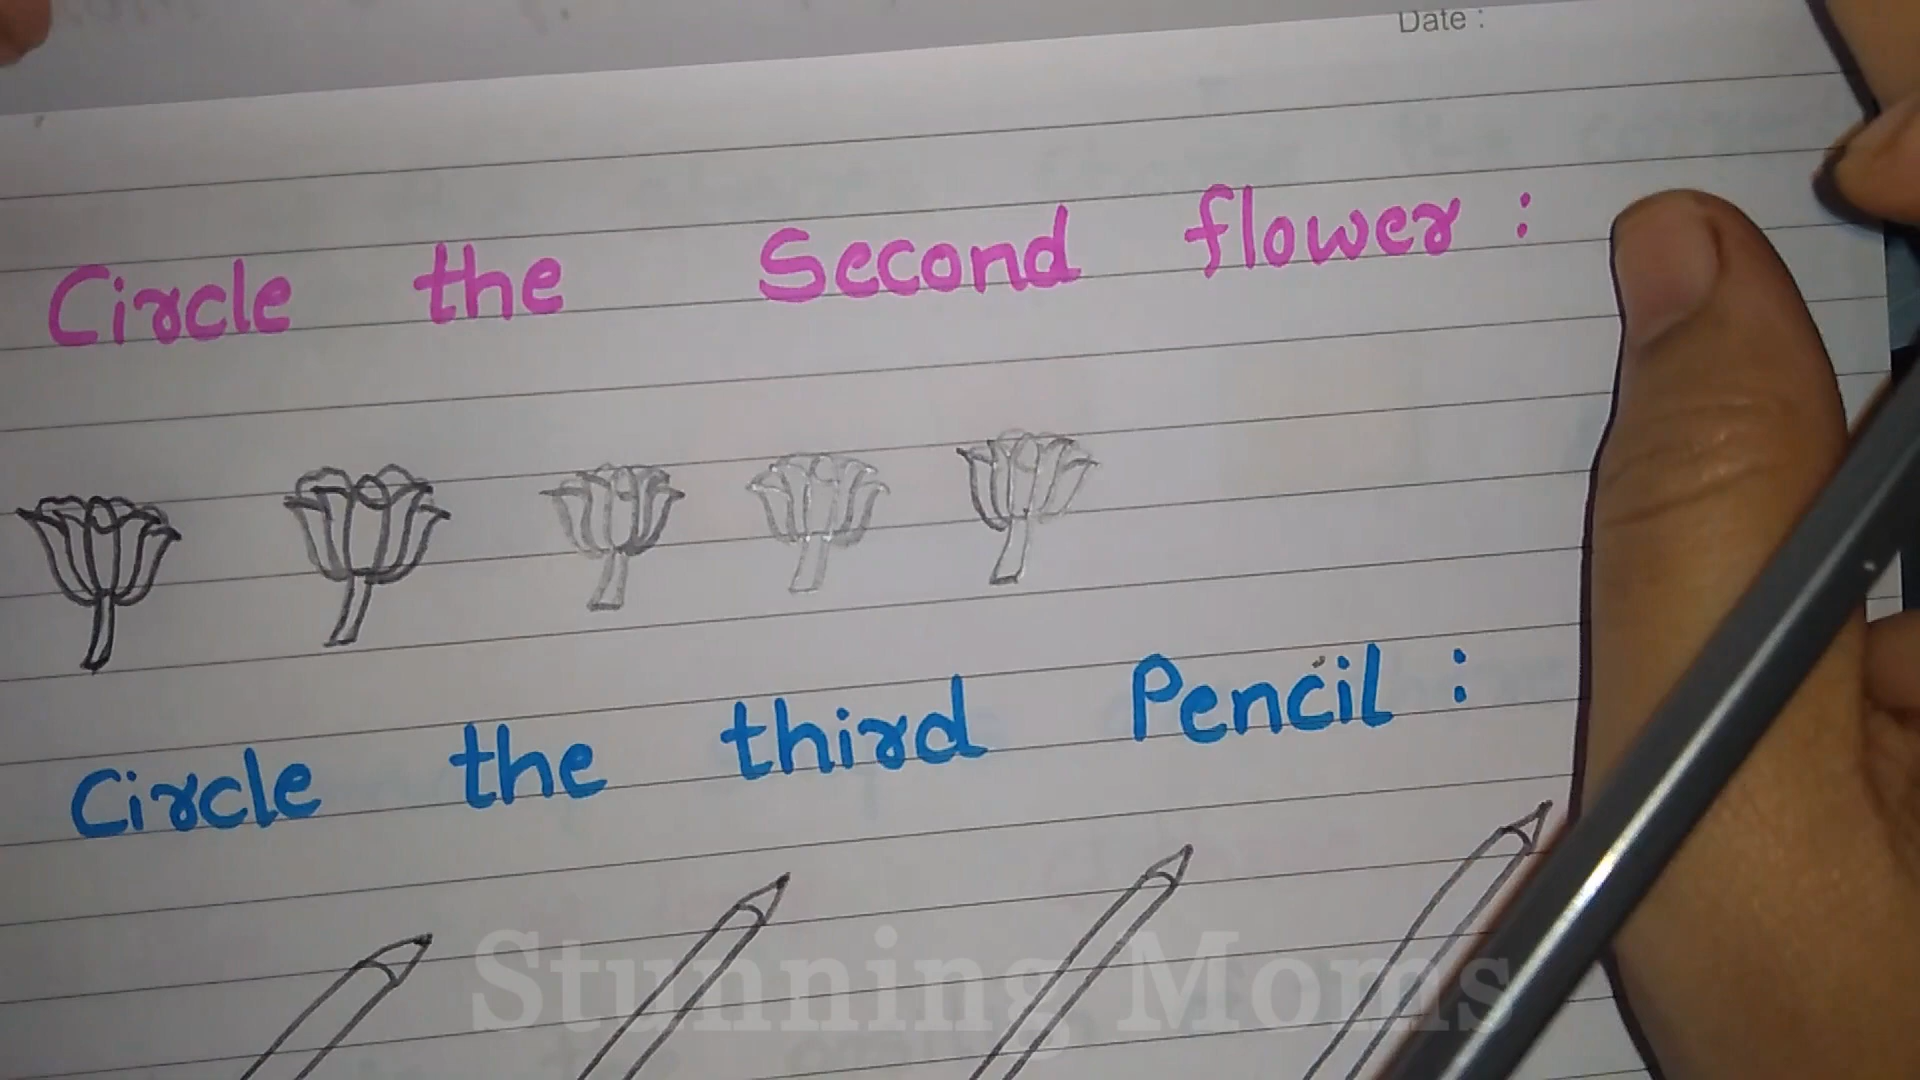 Date :
Circle the Second flower :
Circle the third Pencil :
Stunning Moms